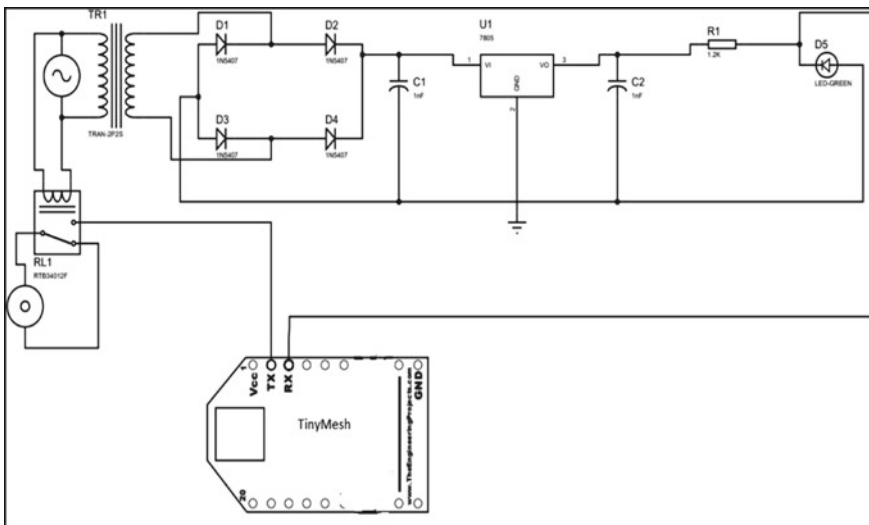 TR1
TRAN-2P2S
D1
1N5407
D2
1N5407
D3
1N5407
D4
1N5407
C1
1nF
U1
7805
1
VI
VO
3
GND
2
C2
1nF
R1
1.2K
D5
LED-GREEN
RL1
RTB34012F
1
Vcc
TX
RX
GND
TinyMesh
www.TheEngineeringProjects.com
20